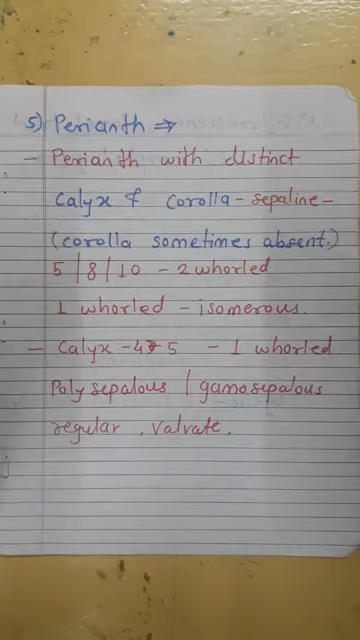 5) Perianth ⇒
- Perianth with distinct
Calyx & corolla - sepaline -
(corolla sometimes absent.)
5 / 8 / 10 - 2 whorled
1 whorled - isomerous.
- Calyx - 4 5 - 1 whorled
Polysepalous / gamosepalous
regular, valvate.